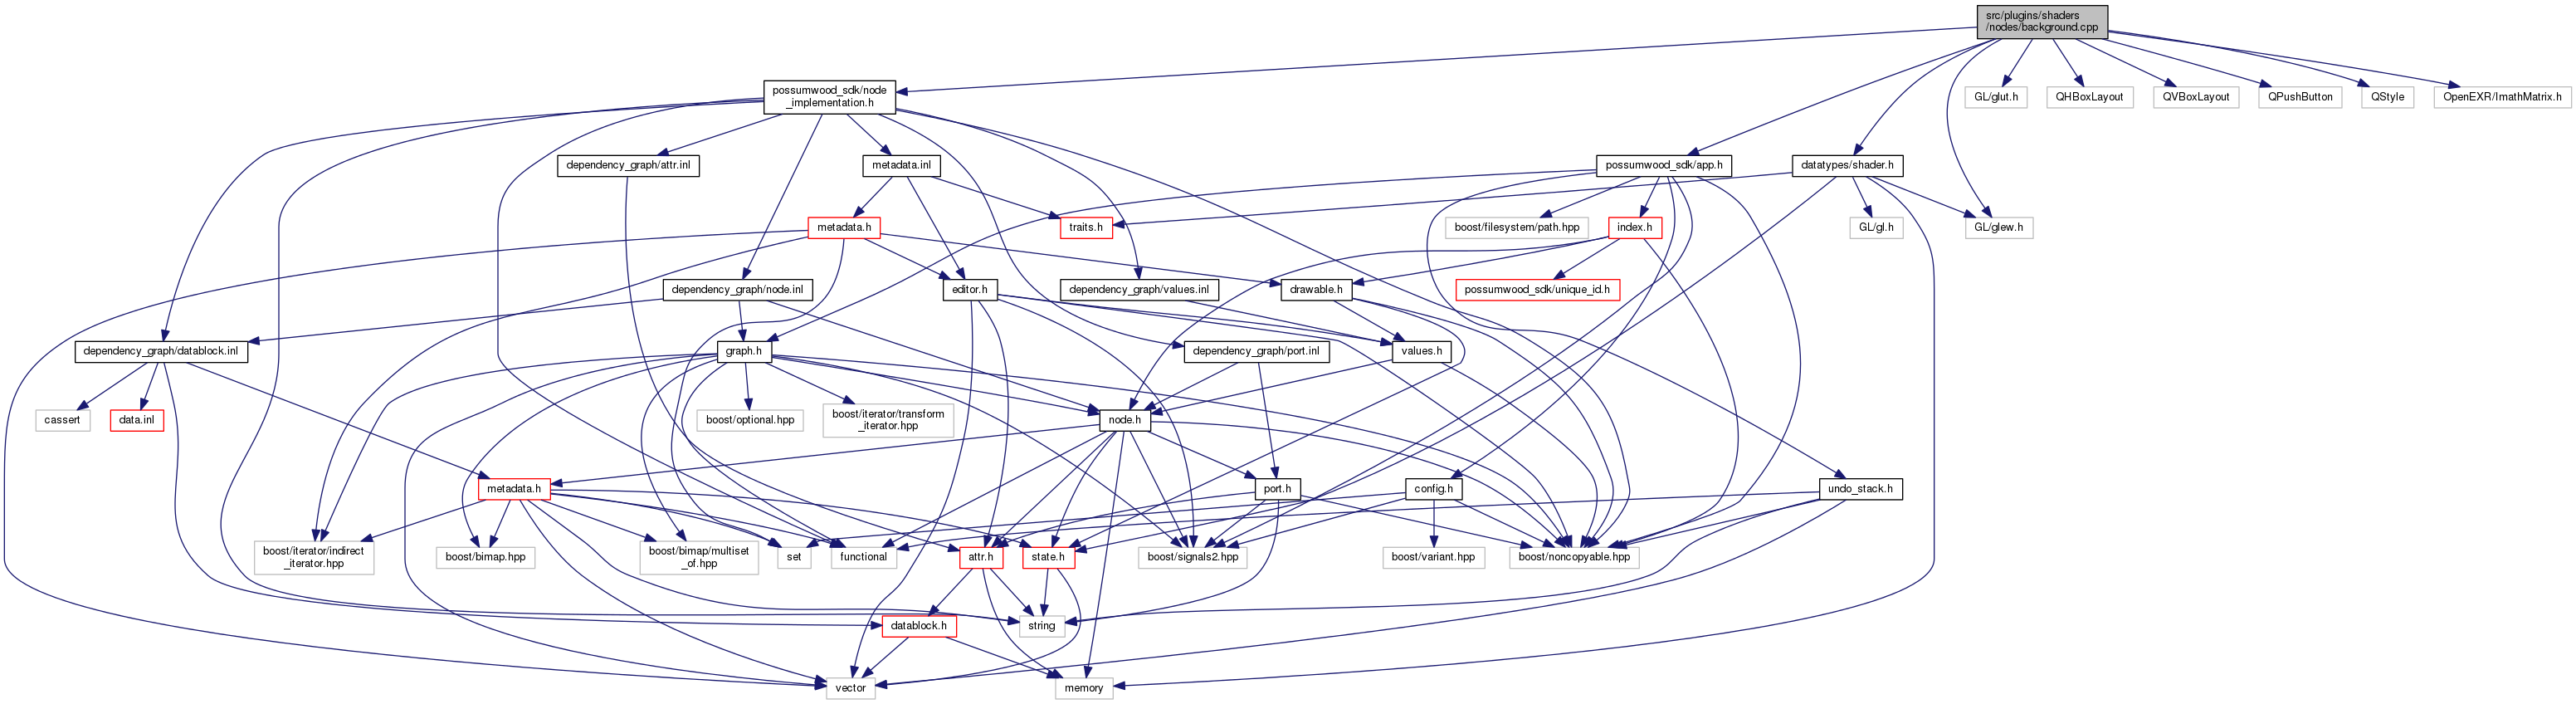 src/plugins/shaders
/nodes/background.cpp
possumwood_sdk/node
_implementation.h
GL/glut.h
QHBoxLayout
QVBoxLayout
QPushButton
QStyle
OpenEXR/ImathMatrix.h
dependency_graph/attr.inl
metadata.inl
possumwood_sdk/app.h
datatypes/shader.h
metadata.h
traits.h
boost/filesystem/path.hpp
index.h
GL/gl.h
GL/glew.h
dependency_graph/node.inl
editor.h
dependency_graph/values.inl
drawable.h
possumwood_sdk/unique_id.h
dependency_graph/datablock.inl
graph.h
dependency_graph/port.inl
values.h
cassert
data.inl
boost/optional.hpp
boost/iterator/transform
_iterator.hpp
node.h
metadata.h
port.h
config.h
undo_stack.h
boost/iterator/indirect
_iterator.hpp
boost/bimap.hpp
boost/bimap/multiset
_of.hpp
set
functional
attr.h
state.h
boost/signals2.hpp
boost/variant.hpp
boost/noncopyable.hpp
datablock.h
string
vector
memory